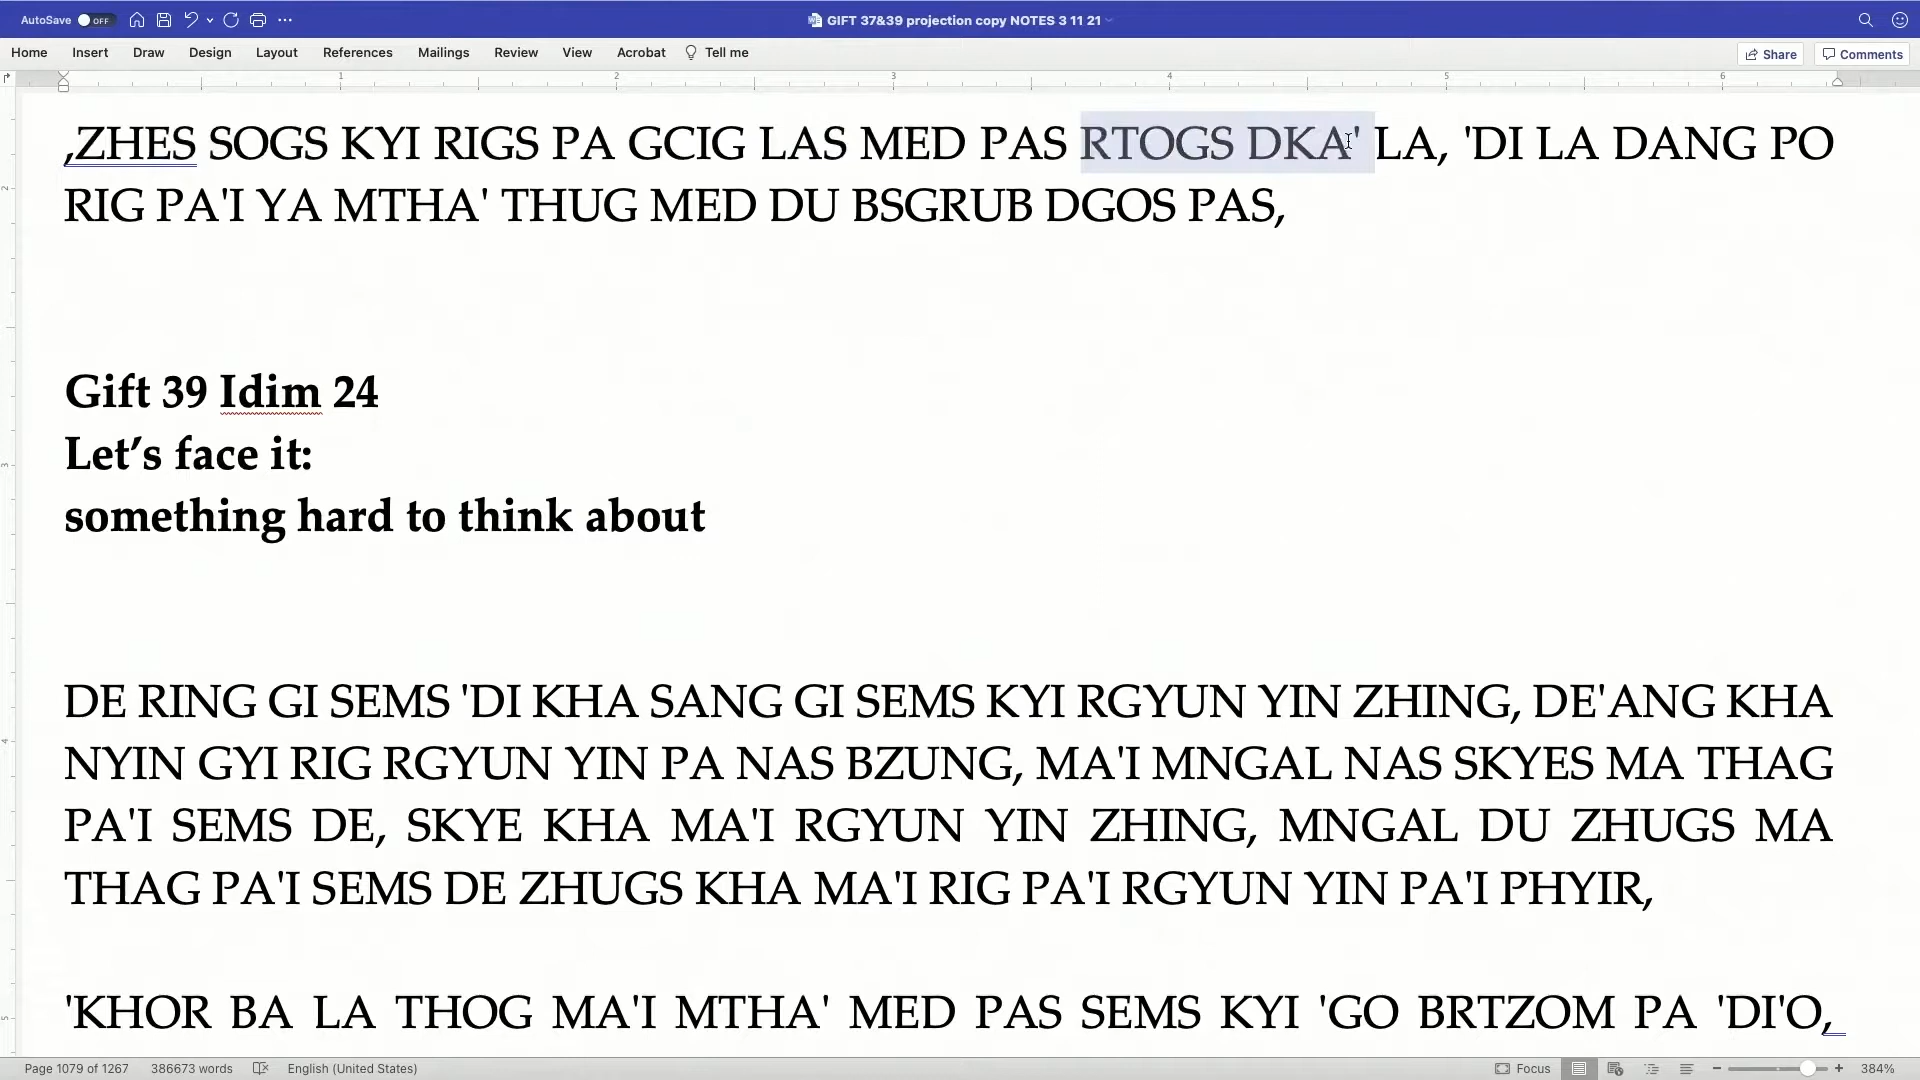 AutoSave OFF GIFT 37&39 projection copy NOTES 3 11 21
Home Insert Draw Design Layout References Mailings Review View Acrobat Tell me Share Comments
1 2 3 4 5 6
,ZHES SOGS KYI RIGS PA GCIG LAS MED PAS RTOGS DKA' LA, 'DI LA DANG PO
RIG PA'I YA MTHA' THUG MED DU BSGRUB DGOS PAS,
Gift 39 Idim 24
Let’s face it:
something hard to think about
DE RING GI SEMS 'DI KHA SANG GI SEMS KYI RGYUN YIN ZHING, DE'ANG KHA
NYIN GYI RIG RGYUN YIN PA NAS BZUNG, MA'I MNGAL NAS SKYES MA THAG
PA'I SEMS DE, SKYE KHA MA'I RGYUN YIN ZHING, MNGAL DU ZHUGS MA
THAG PA'I SEMS DE ZHUGS KHA MA'I RIG PA'I RGYUN YIN PA'I PHYIR,
'KHOR BA LA THOG MA'I MTHA' MED PAS SEMS KYI 'GO BRTZOM PA 'DI'O,
Page 1079 of 1267 386673 words English (United States) Focus 384%